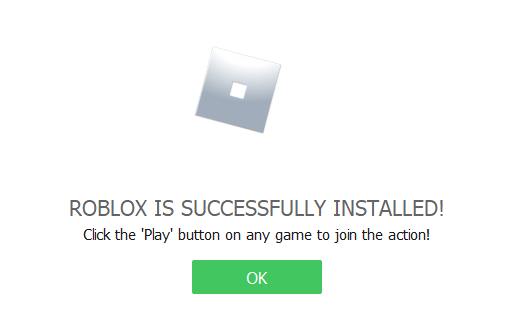 ROBLOX IS SUCCESSFULLY INSTALLED!
Click the 'Play' button on any game to join the action!
OK